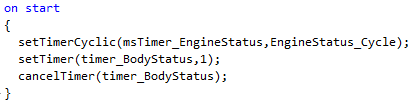 on start
{
  setTimerCyclic(msTimer_EngineStatus,EngineStatus_Cycle);
  setTimer(timer_BodyStatus,1);
  cancelTimer(timer_BodyStatus);
}